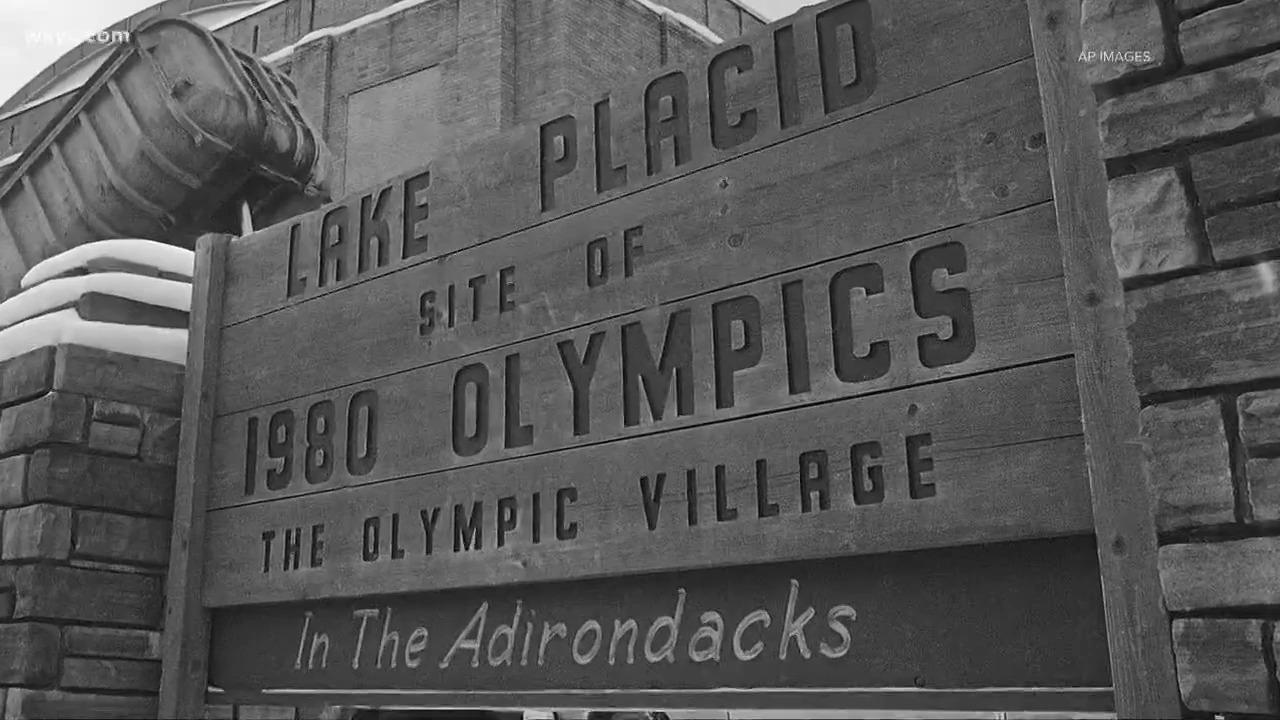 wkyc.com
AP IMAGES
LAKE PLACID
SITE OF
1980 OLYMPICS
THE OLYMPIC VILLAGE
In The Adirondacks